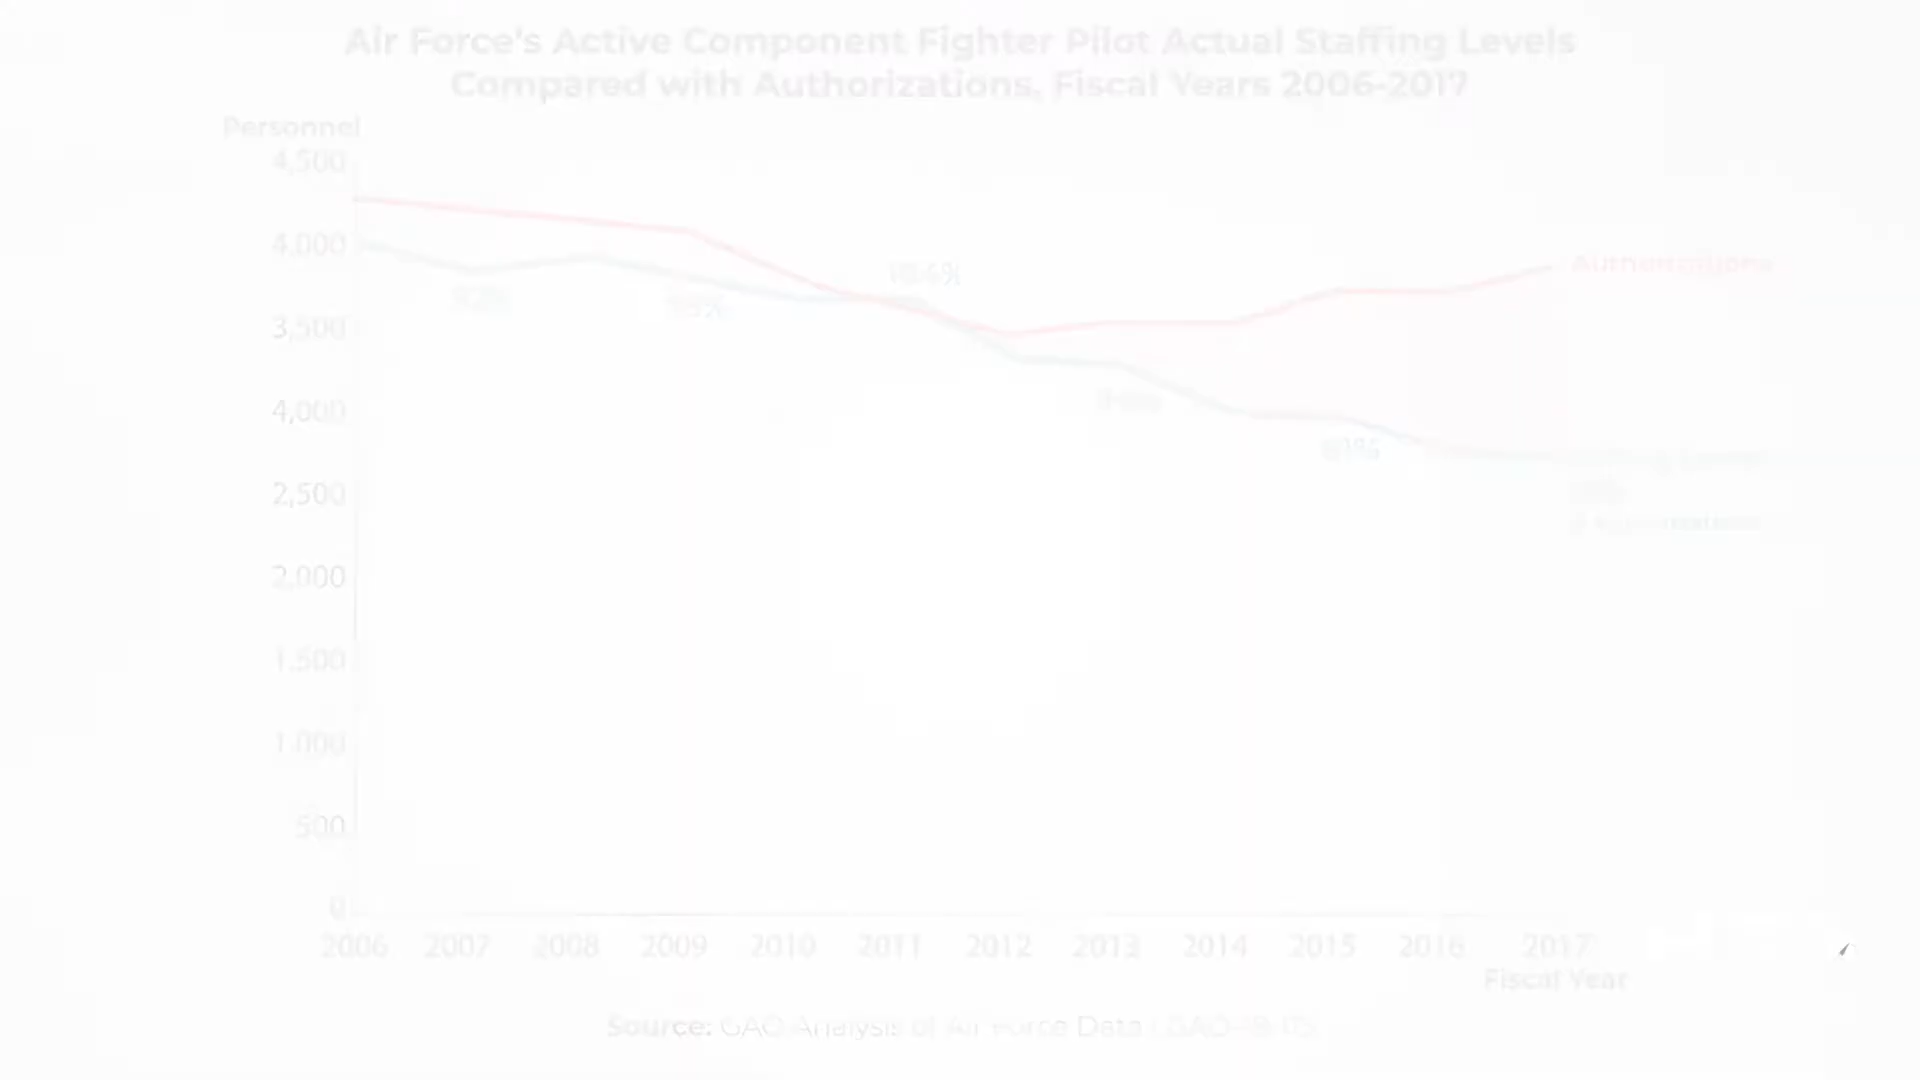 Air Force's Active Component Fighter Pilot Actual Staffing Levels
Compared with Authorizations, Fiscal Years 2006-2017
Personnel
4,500
4,000
3,500
4,000
2,500
2,000
1,500
1,000
500
0
Authorizations
81%
2006 2007 2008 2009 2010 2011 2012 2013 2014 2015 2016 2017
Fiscal Year
Source: GAO Analysis of Air Force Data